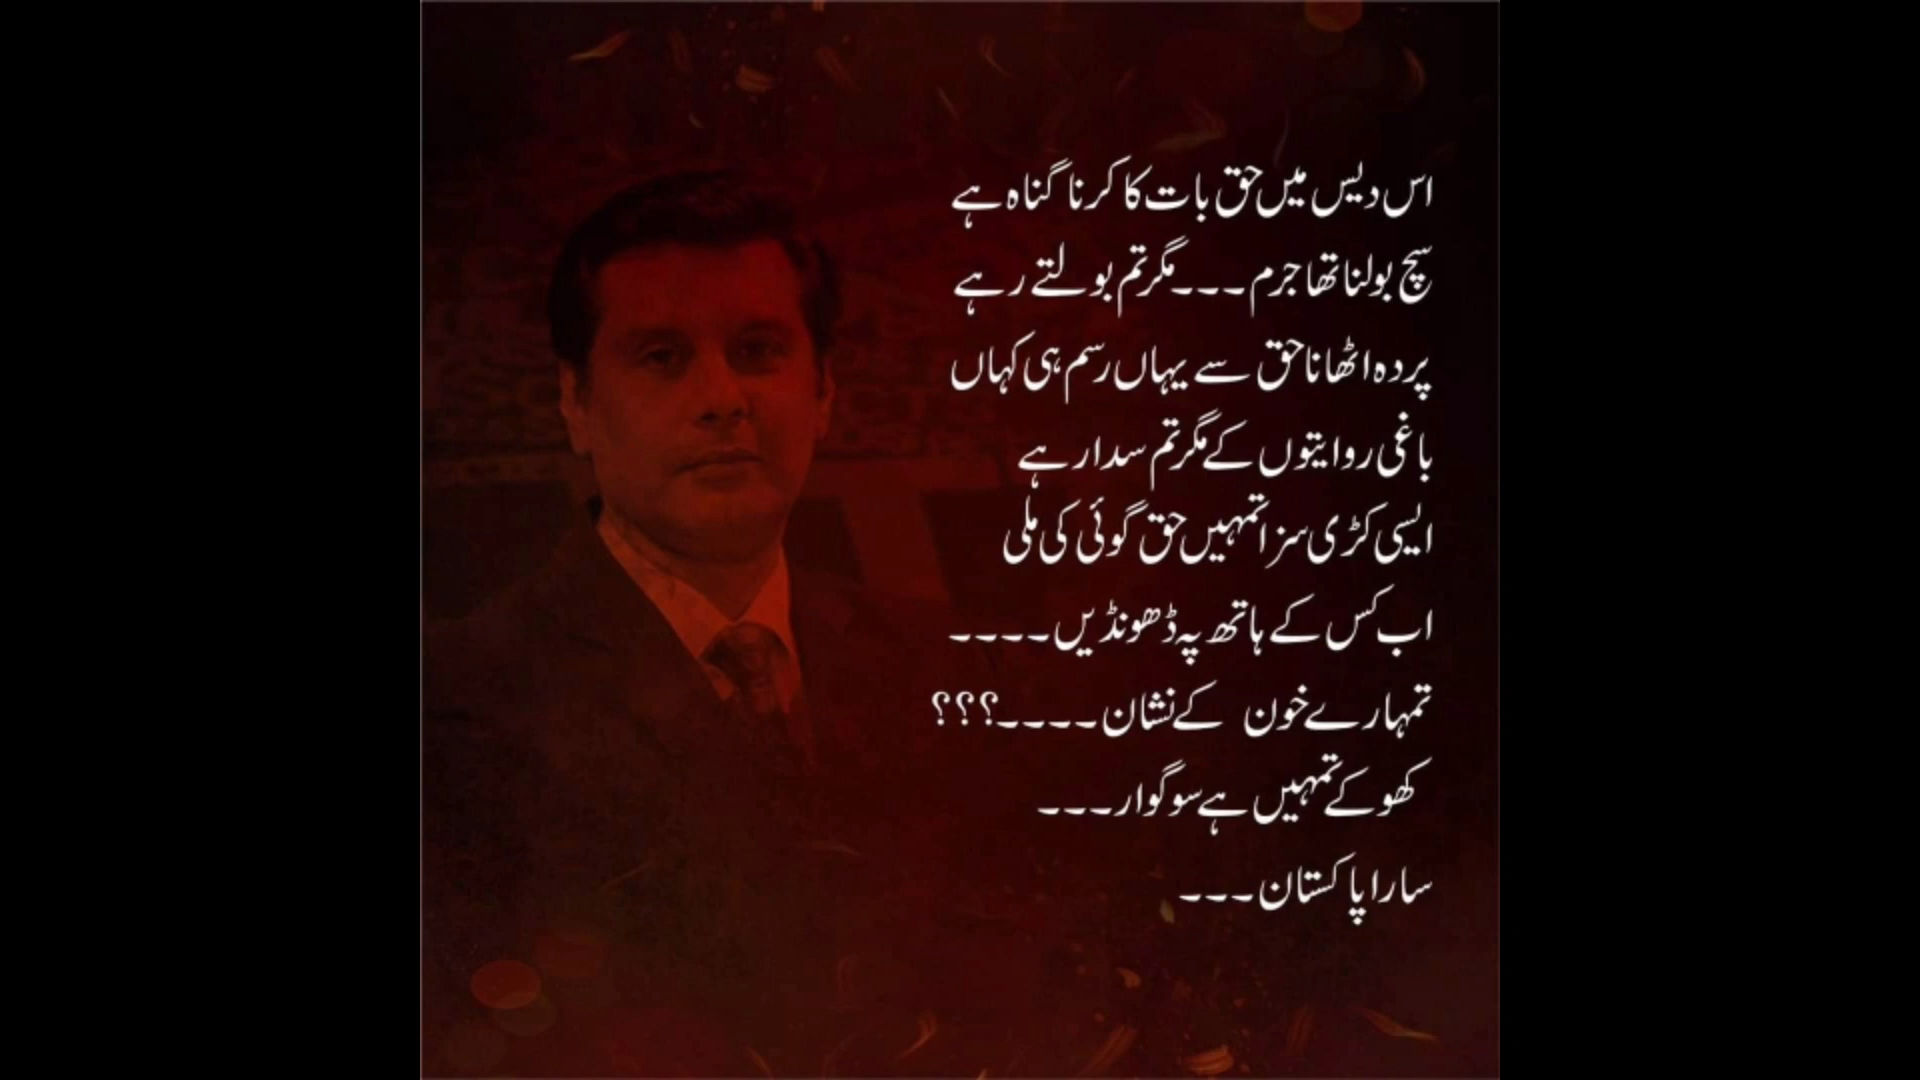 اس دیس میں حق بات کا کرنا گناہ ہے
سچ بولنا تھا جرم ۔۔۔ مگر تم بولتے رہے
پردہ اٹھانا حق سے یہاں رسم ہی کہاں
باغی روایتوں کے مگر تم سدا رہے
ایسی کڑی سزا تمہیں حق گوئی کی ملی
اب کس کے ہاتھ پہ ڈھونڈیں ۔۔۔۔
تمہارے خون کے نشان ۔۔۔۔؟؟؟
کھو کے تمہیں ہے سوگوار ۔۔۔
سارا پاکستان ۔۔۔